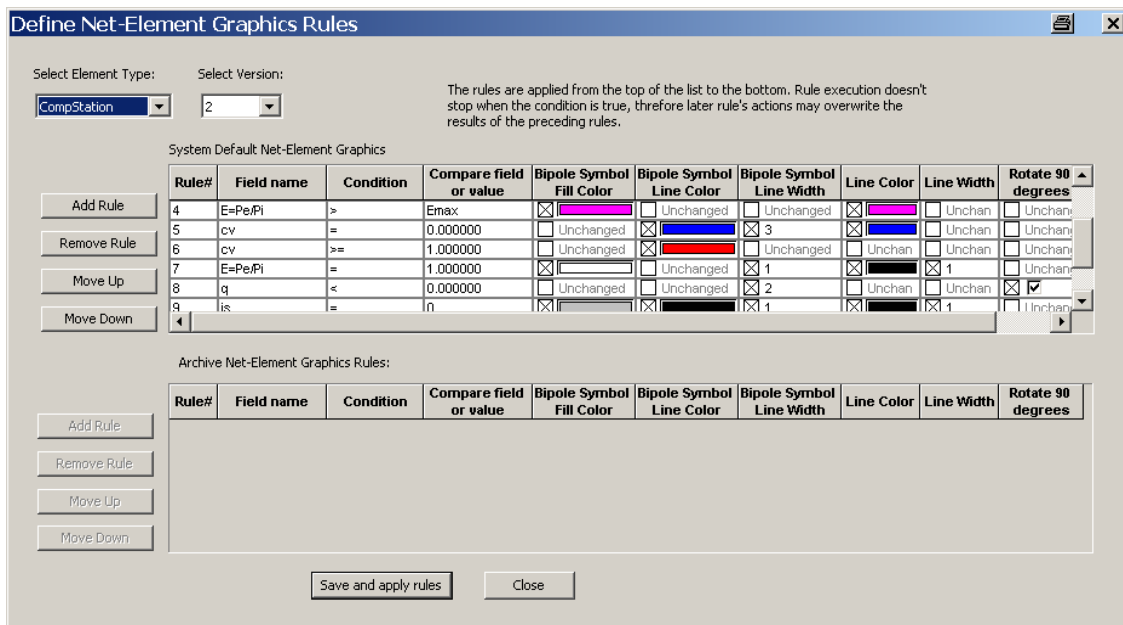 Define Net-Element Graphics Rules
Select Element Type: Select Version:
CompStation 2
The rules are applied from the top of the list to the bottom. Rule execution doesn't
stop when the condition is true, threfore later rule's actions may overwrite the
results of the preceding rules.
System Default Net-Element Graphics
Rule# Field name Condition Compare field or value Bipole Symbol Fill Color Bipole Symbol Line Color Bipole Symbol Line Width Line Color Line Width Rotate 90 degrees
4 E=Pe/Pi > Emax Unchanged Unchanged Unchan Unchang
5 cv = 0.000000 Unchanged 3 Unchan Unchang
6 cv >= 1.000000 Unchanged Unchanged Unchan Unchan Unchang
7 E=Pe/Pi = 1.000000 Unchanged 1 1 Unchang
8 q < 0.000000 Unchanged Unchanged 2 Unchan Unchan
9 is = 0 1 1 Unchang
Add Rule
Remove Rule
Move Up
Move Down
Archive Net-Element Graphics Rules:
Rule# Field name Condition Compare field or value Bipole Symbol Fill Color Bipole Symbol Line Color Bipole Symbol Line Width Line Color Line Width Rotate 90 degrees
Add Rule
Remove Rule
Move Up
Move Down
Save and apply rules Close